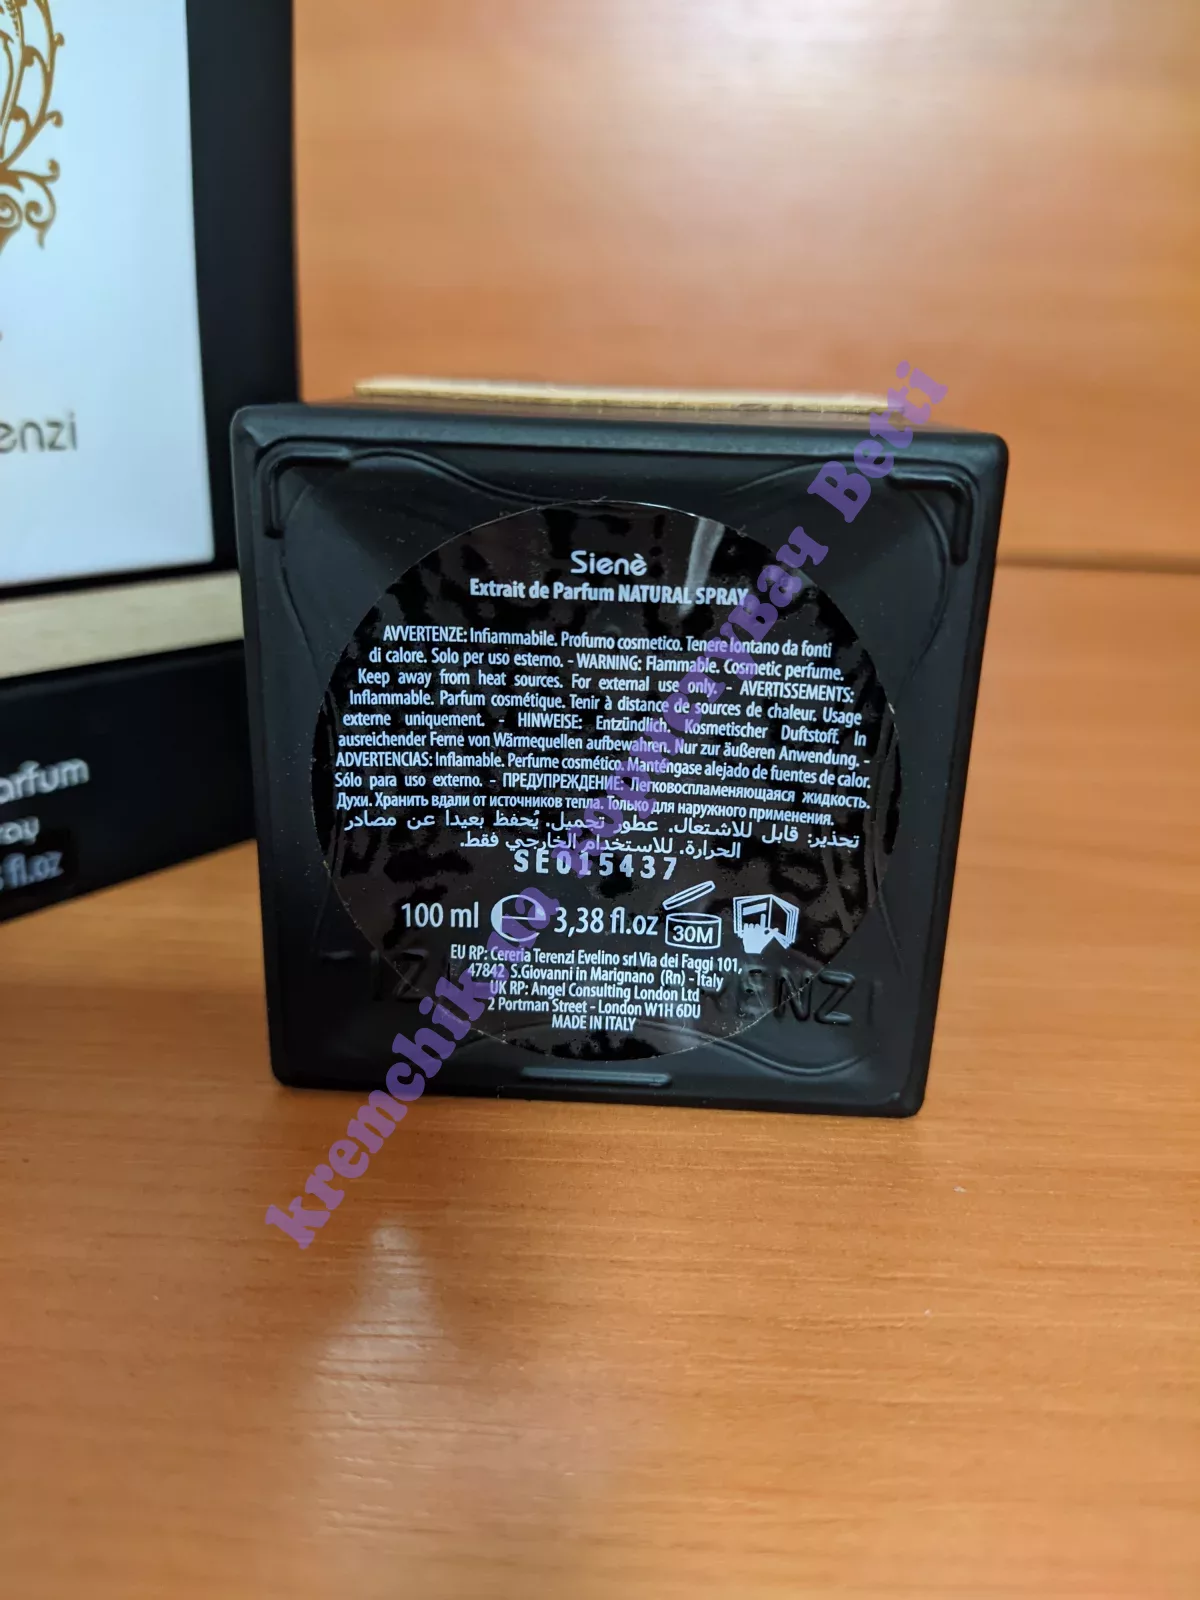 enzi
arfum
ray
fl.oz
Sienè
Extrait de Parfum NATURAL SPRAY
AVVERTENZE: Infiammabile. Profumo cosmetico. Tenere lontano da fonti
di calore. Solo per uso esterno. - WARNING: Flammable. Cosmetic perfume.
Keep away from heat sources. For external use only. - AVERTISSEMENTS:
Inflammable. Parfum cosmétique. Tenir à distance de sources de chaleur. Usage
externe uniquement. - HINWEISE: Entzündlich. Kosmetischer Duftstoff. In
ausreichender Ferne von Wärmequellen aufbewahren. Nur zur äußeren Anwendung. -
ADVERTENCIAS: Inflamable. Perfume cosmético. Manténgase alejado de fuentes de calor.
Sólo para uso externo. - ПРЕДУПРЕЖДЕНИЕ: Легковоспламеняющаяся жидкость.
Духи. Хранить вдали от источников тепла. Только для наружного применения.
تحذير: قابل للاشتعال. عطور تجميل. يُحفظ بعيدا عن مصادر
الحرارة. للاستخدام الخارجي فقط.
SE015437
100 ml e 3,38 fl.oz 30M
EU RP: Cereria Terenzi Evelino srl Via dei Faggi 101,
47842 S.Giovanni in Marignano (Rn) - Italy
UK RP: Angel Consulting London Ltd
2 Portman Street - London W1H 6DU
MADE IN ITALY
ENZI